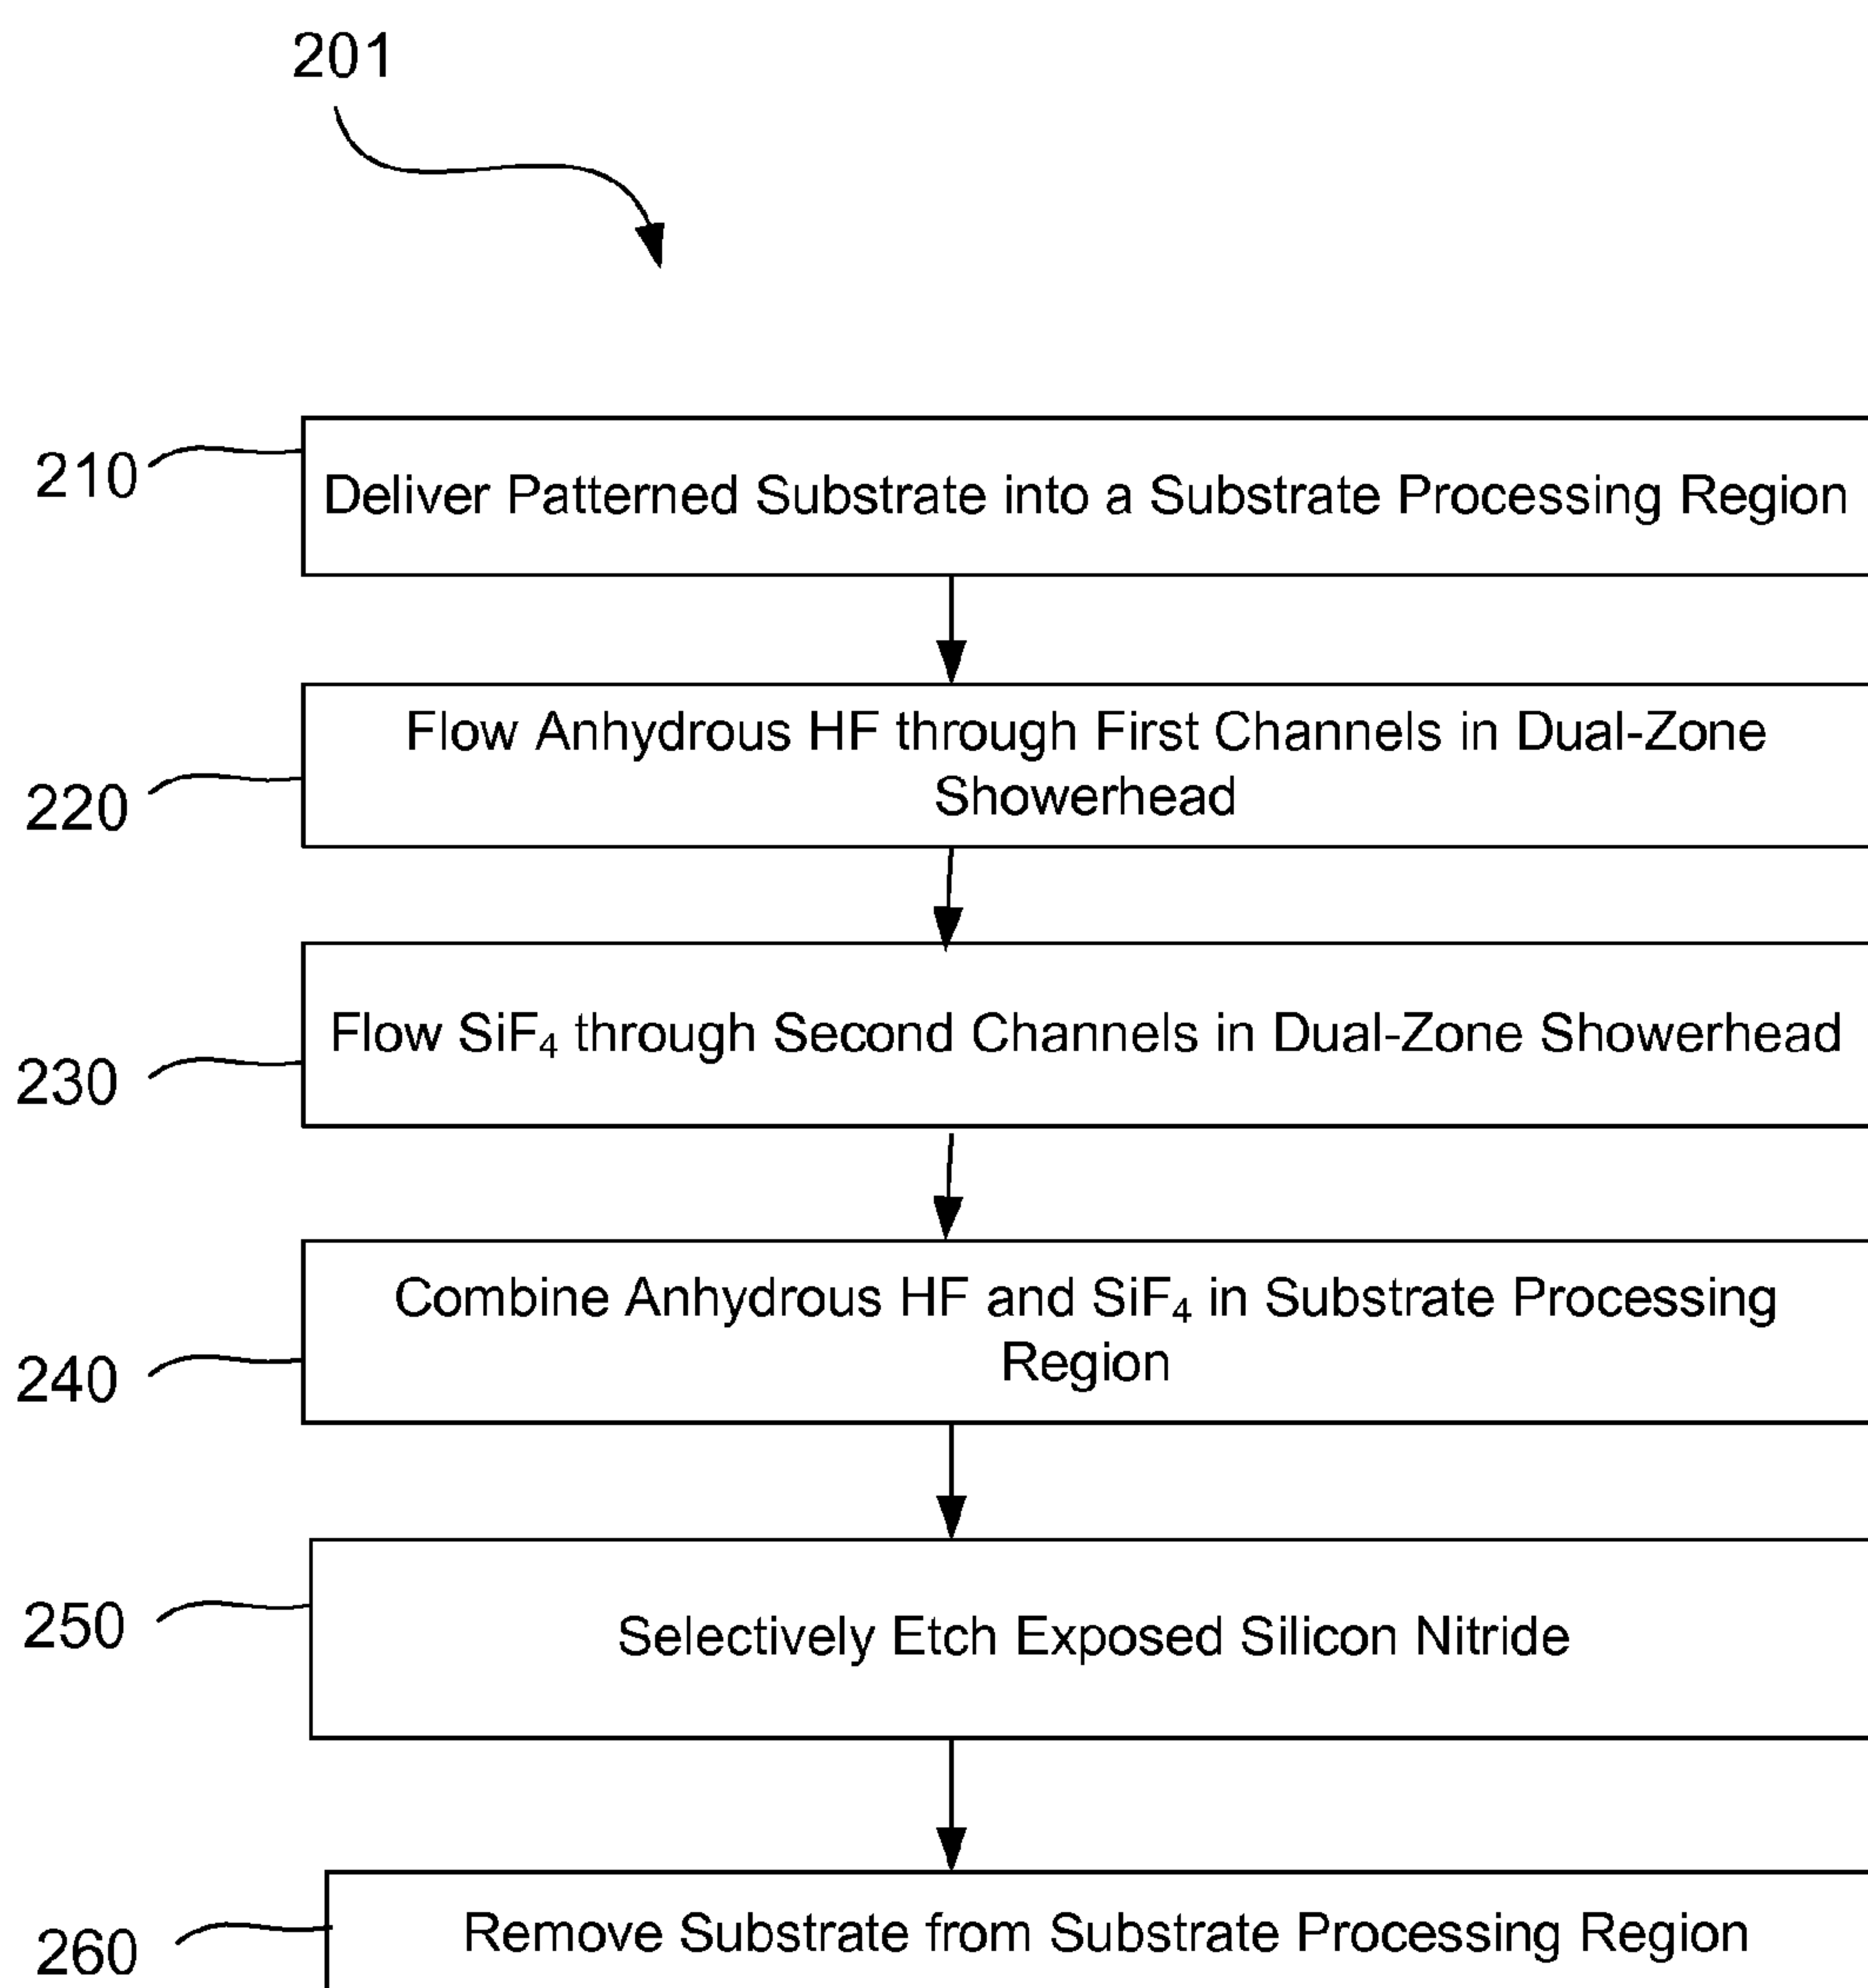 201
210
Deliver Patterned Substrate into a Substrate Processing Region
220
Flow Anhydrous HF through First Channels in Dual-Zone
Showerhead
230
Flow SiF₄ through Second Channels in Dual-Zone Showerhead
240
Combine Anhydrous HF and SiF₄ in Substrate Processing
Region
250
Selectively Etch Exposed Silicon Nitride
260
Remove Substrate from Substrate Processing Region